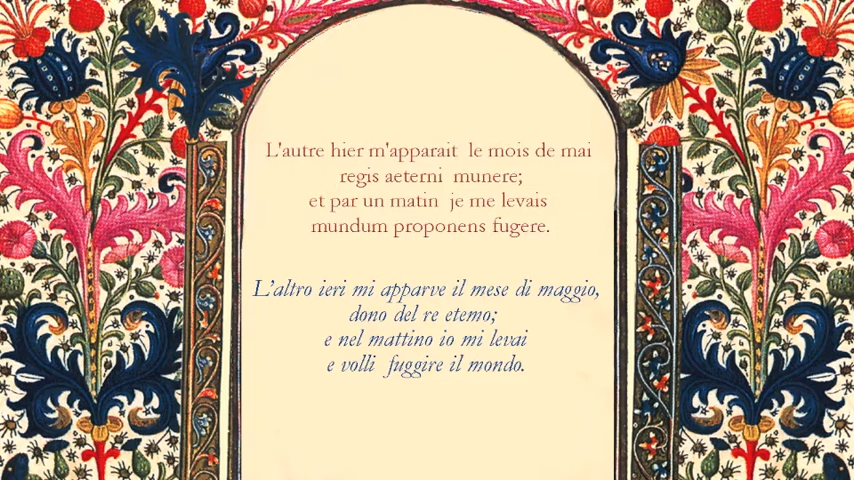 L'autre hier m'apparait le mois de mai
regis aeterni munere;
et par un matin je me levais
mundum proponens fugere.
L'altro ieri mi apparve il mese di maggio,
dono del re etemo;
e nel mattino io mi levai
e volli fuggire il mondo.